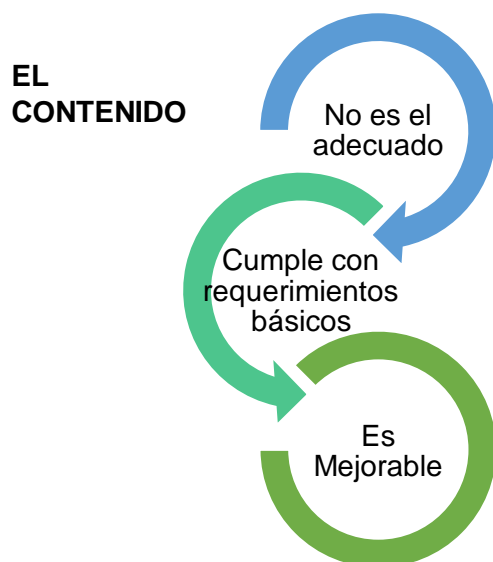 EL
CONTENIDO
No es el
adecuado
Cumple con
requerimientos
básicos
Es
Mejorable